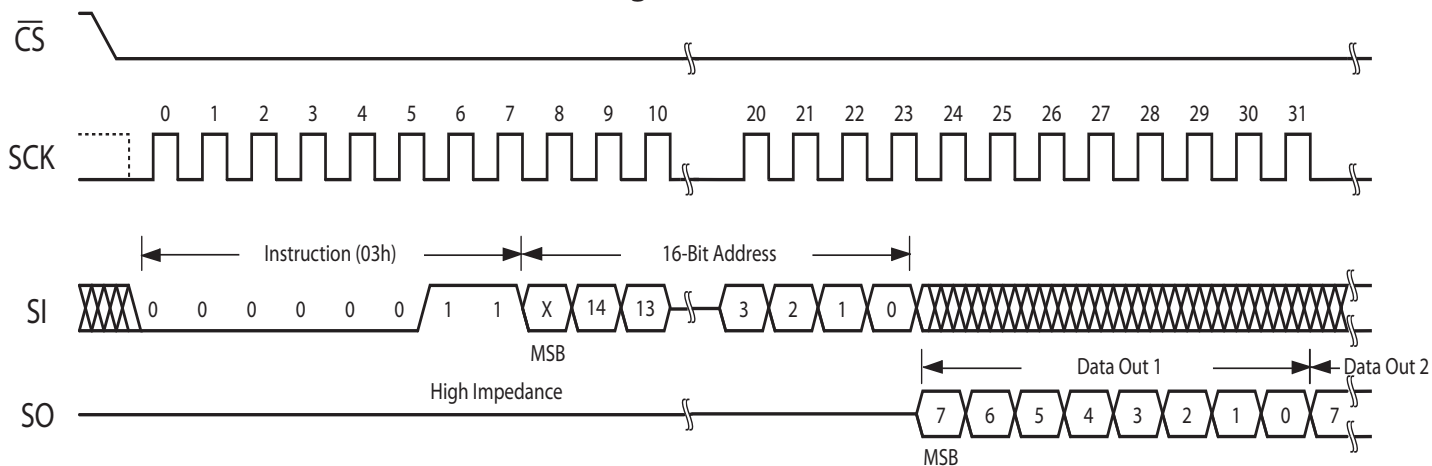 g
CS
0 1 2 3 4 5 6 7 8 9 10 20 21 22 23 24 25 26 27 28 29 30 31
SCK
Instruction (03h) 16-Bit Address
SI 0 0 0 0 0 0 1 1 X 14 13 3 2 1 0
MSB
Data Out 1 Data Out 2
High Impedance
SO 7 6 5 4 3 2 1 0 7
MSB